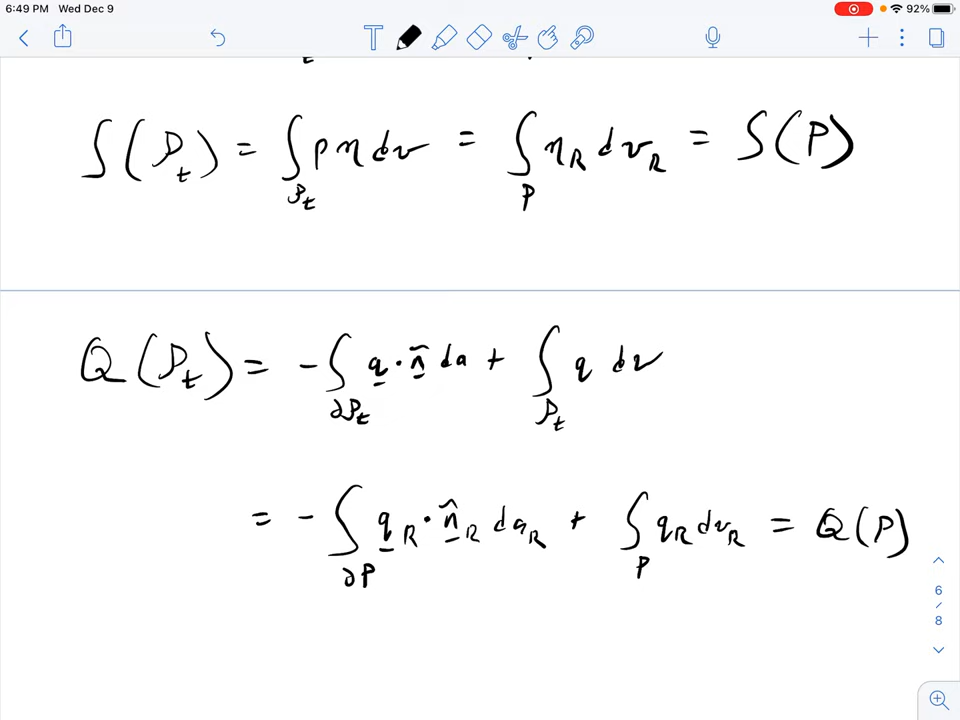 6:49 PM Wed Dec 9 92%
T
S(P_t) = ∫_{P_t} ρ η dv = ∫_P η_R dv_R = S(P)
Q(P_t) = - ∫_{∂P_t} q · n̂ da + ∫_{P_t} q dv
= - ∫_{∂P} q_R · n̂_R da_R + ∫_P q_R dv_R = Q(P)
6
/
8